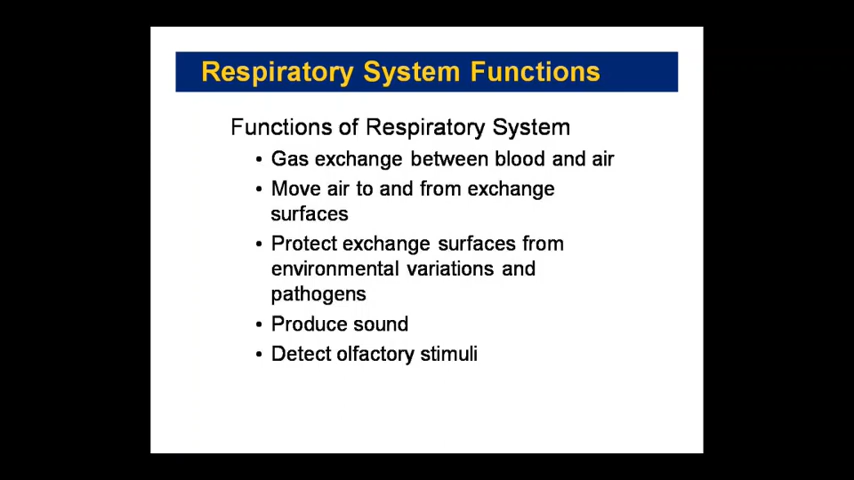 Respiratory System Functions
Functions of Respiratory System
• Gas exchange between blood and air
• Move air to and from exchange
surfaces
• Protect exchange surfaces from
environmental variations and
pathogens
• Produce sound
• Detect olfactory stimuli